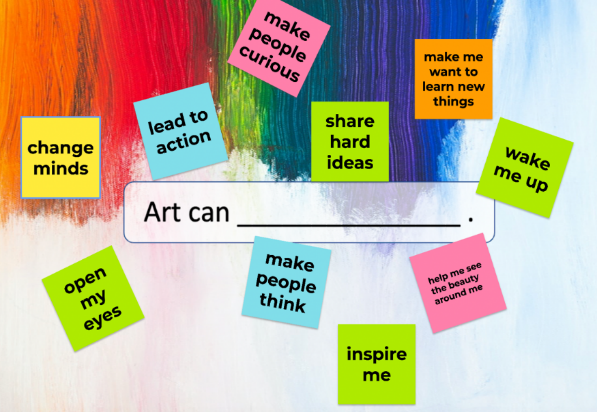 make
people
curious
make me
want to
learn new
things
lead to
action
share
hard
ideas
change
minds
wake
me up
Art can ________________ .
open
my
eyes
make
people
think
help me see
the beauty
around me
inspire
me